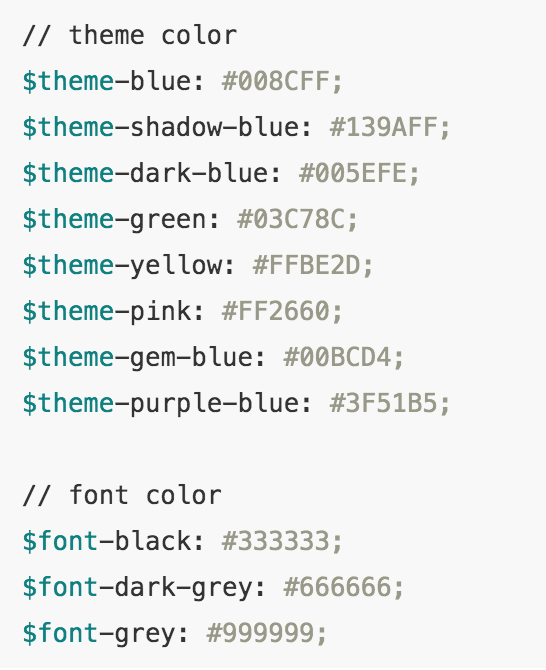 // theme color
$theme-blue: #008CFF;
$theme-shadow-blue: #139AFF;
$theme-dark-blue: #005EFE;
$theme-green: #03C78C;
$theme-yellow: #FFBE2D;
$theme-pink: #FF2660;
$theme-gem-blue: #00BCD4;
$theme-purple-blue: #3F51B5;
// font color
$font-black: #333333;
$font-dark-grey: #666666;
$font-grey: #999999;